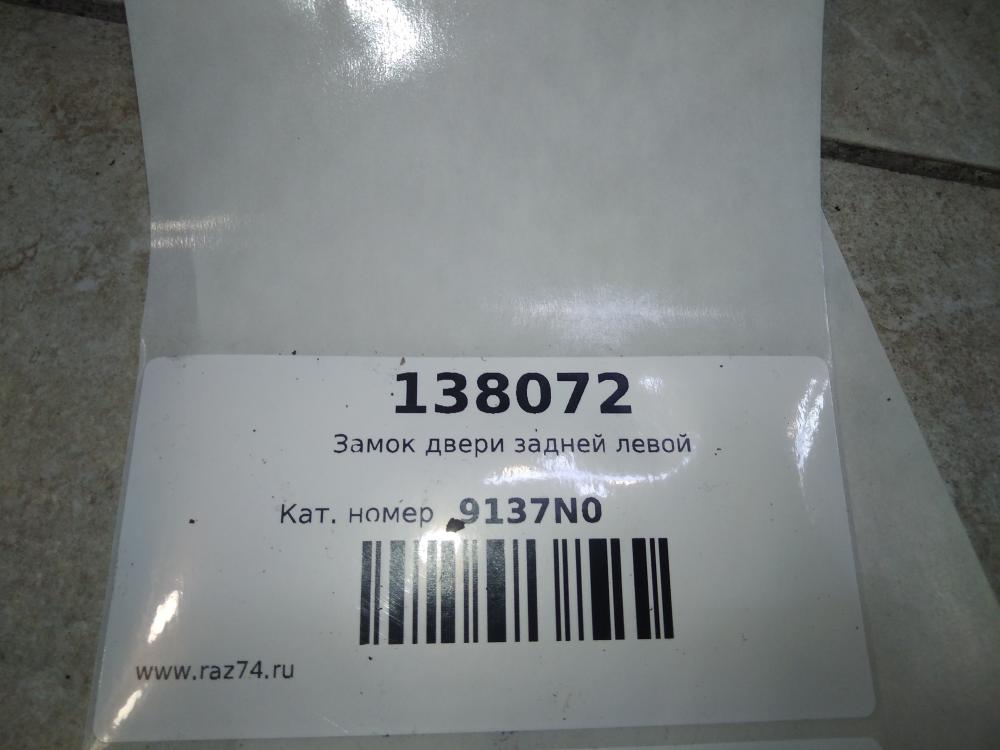 138072
Замок двери задней левой
Кат. номер 9137N0
www.raz74.ru